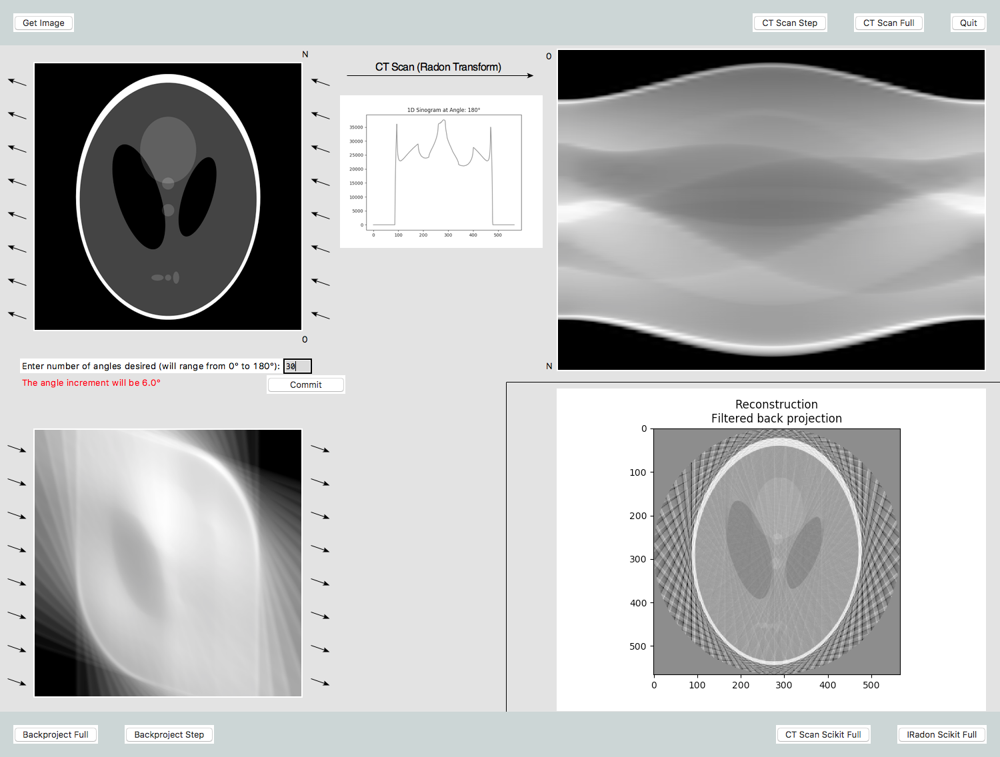 Get Image
CT Scan Step
CT Scan Full
Quit
N
CT Scan (Radon Transform)
0
1D Sinogram at Angle: 180°
35000
30000
25000
20000
15000
10000
5000
0
0 100 200 300 400 500
0
N
Enter number of angles desired (will range from 0° to 180°): 30
The angle increment will be 6.0°
Commit
Reconstruction
Filtered back projection
0
100
200
300
400
500
0 100 200 300 400 500
Backproject Full
Backproject Step
CT Scan Scikit Full
IRadon Scikit Full